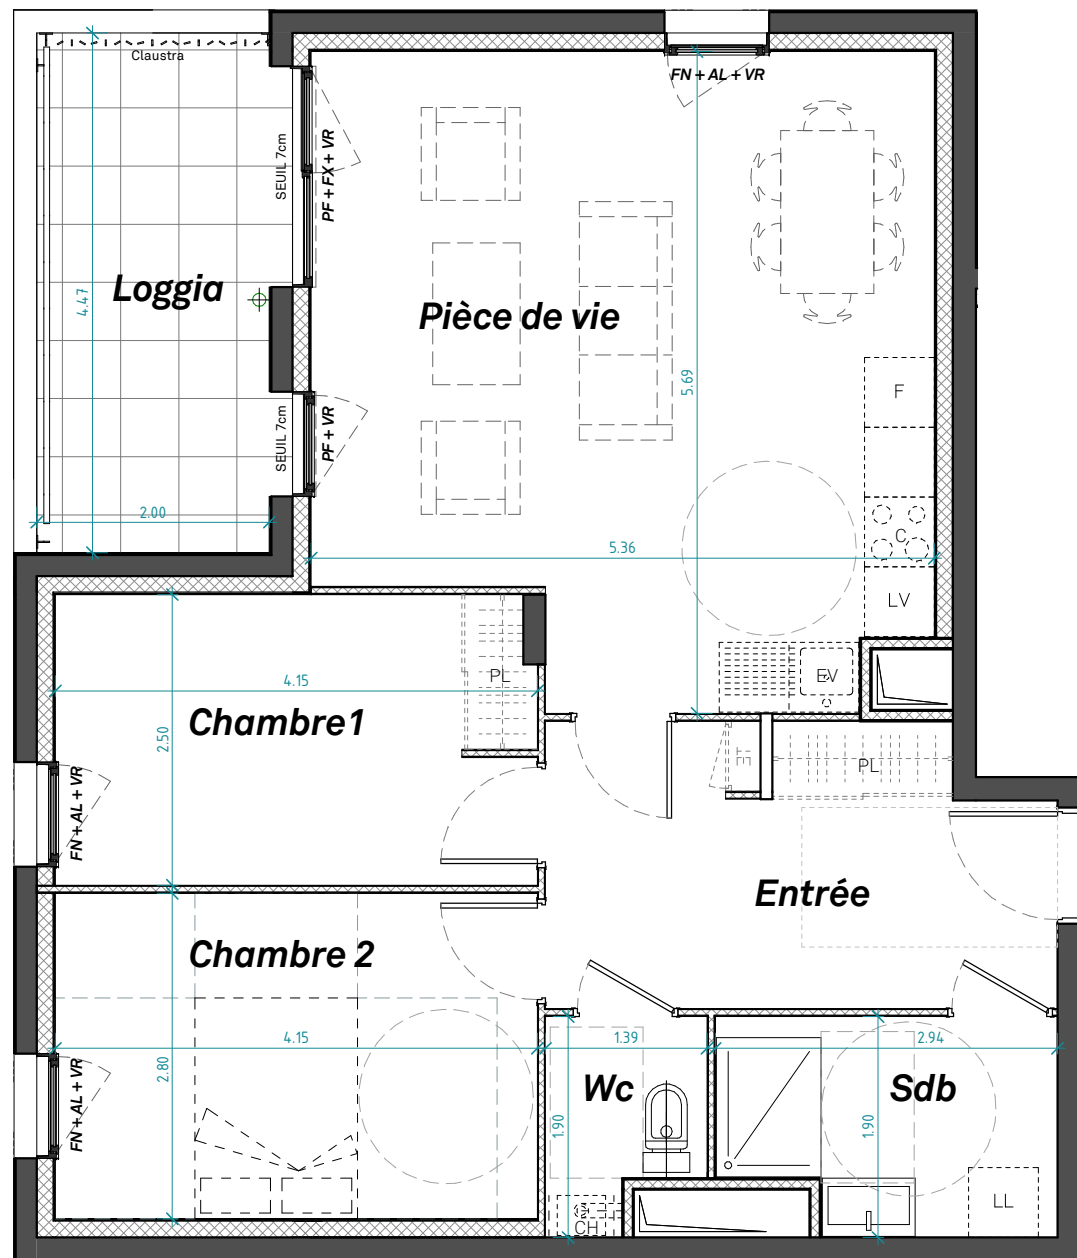 Claustra
FN + AL + VR
SEUIL 7cm
PF + FX + VR
4.47
Loggia
Pièce de vie
5.69
F
SEUIL 7cm
PF + VR
2.00
5.36
C
LV
EV
PL
4.15
Chambre1
2.50
PL
FN + AL + VR
Entrée
Chambre 2
4.15
1.39
2.94
2.80
FN + AL + VR
Wc
Sdb
1.90
1.90
LL
CH